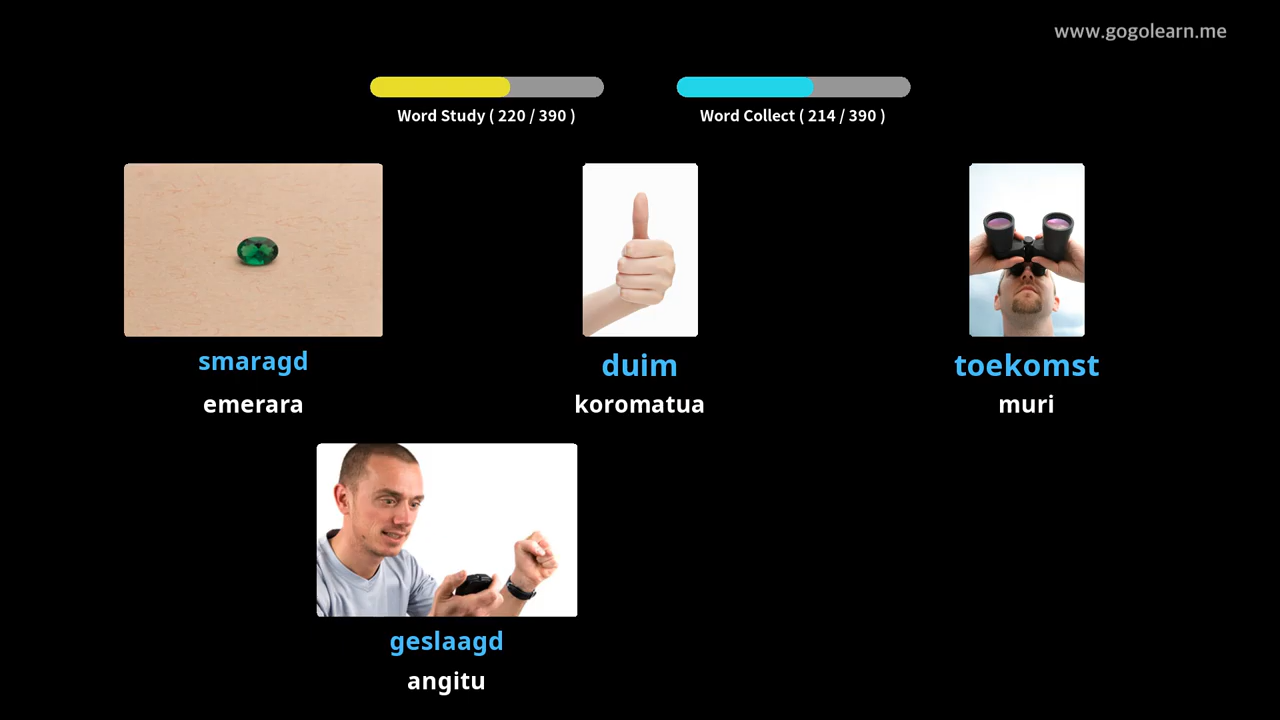 www.gogolearn.me
Word Study ( 220 / 390 )
Word Collect ( 214 / 390 )
smaragd
emerara
duim
koromatua
toekomst
muri
geslaagd
angitu